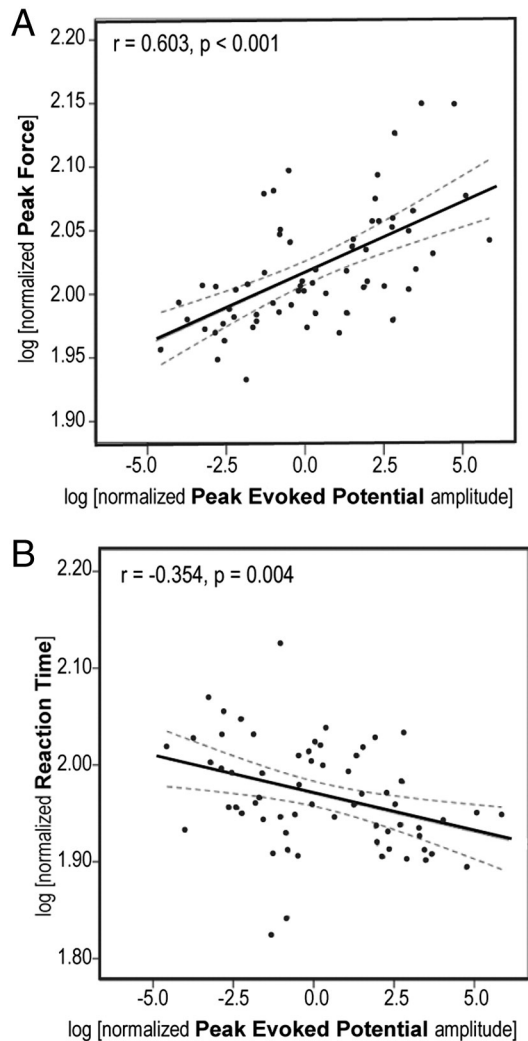 A
r = 0.603, p < 0.001
2.20
2.15
2.10
2.05
2.00
1.95
1.90
log [normalized Peak Force]
-5.0 -2.5 0.0 2.5 5.0
log [normalized Peak Evoked Potential amplitude]
B
r = -0.354, p = 0.004
2.20
2.10
2.00
1.90
1.80
log [normalized Reaction Time]
-5.0 -2.5 0.0 2.5 5.0
log [normalized Peak Evoked Potential amplitude]